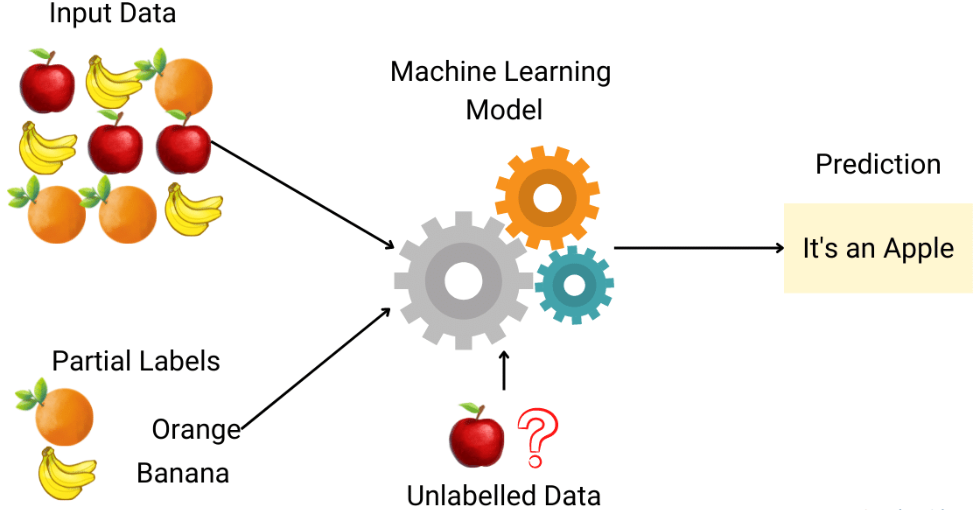 Input Data
Machine Learning
Model
Prediction
It's an Apple
Partial Labels
Orange
Banana
?
Unlabelled Data